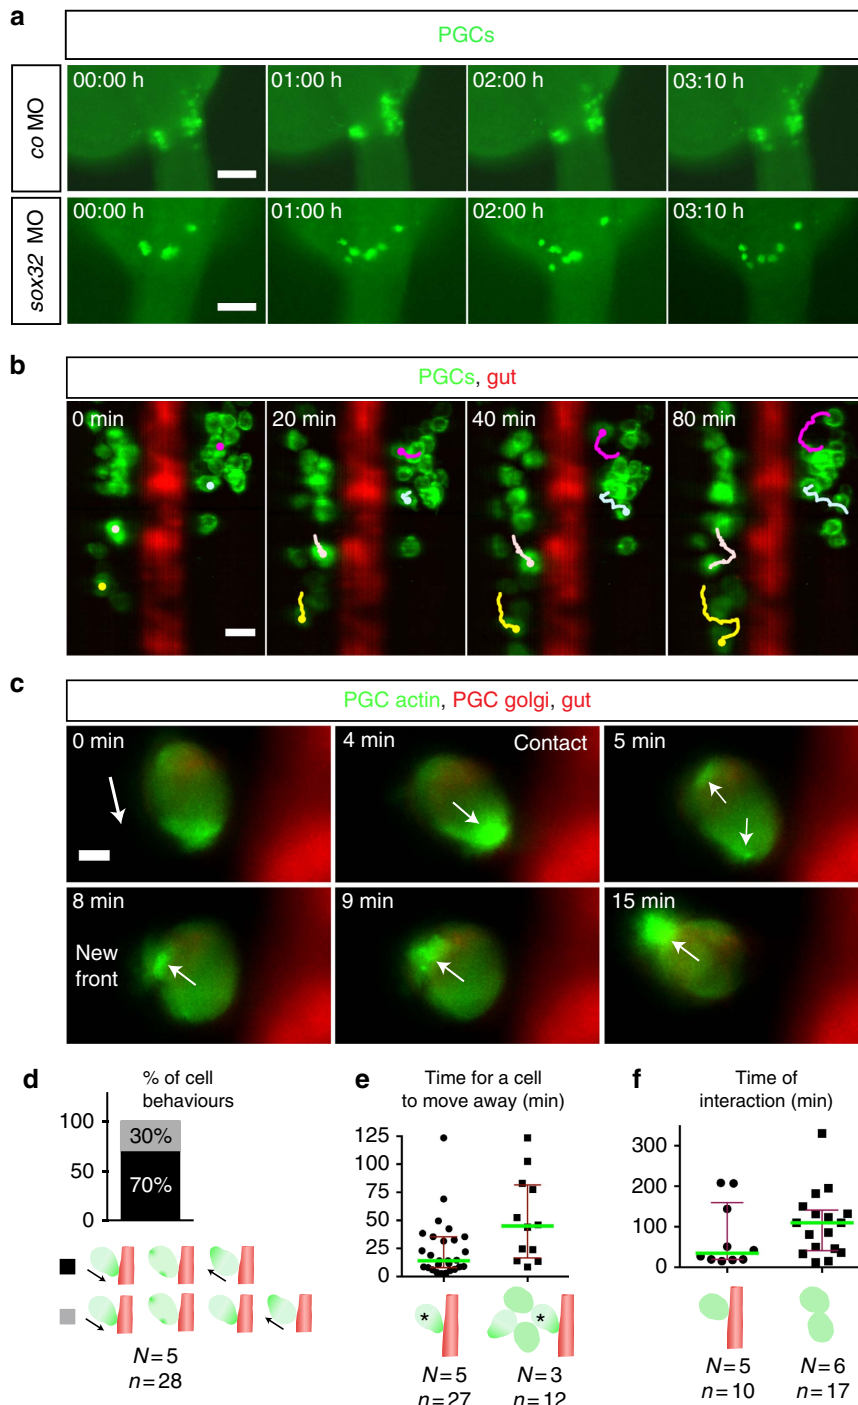 a
PGCs
co MO
00:00 h
01:00 h
02:00 h
03:10 h
sox32 MO
00:00 h
01:00 h
02:00 h
03:10 h
b
PGCs, gut
0 min
20 min
40 min
80 min
c
PGC actin, PGC golgi, gut
0 min
4 min
Contact
5 min
8 min
New
front
9 min
15 min
d
% of cell
behaviours
100
50
0
30%
70%
N=5
n=28
e
Time for a cell
to move away (min)
125
100
75
50
25
0
*
*
N=5
n=27
N=3
n=12
f
Time of
interaction (min)
300
200
100
0
N=5
n=10
N=6
n=17